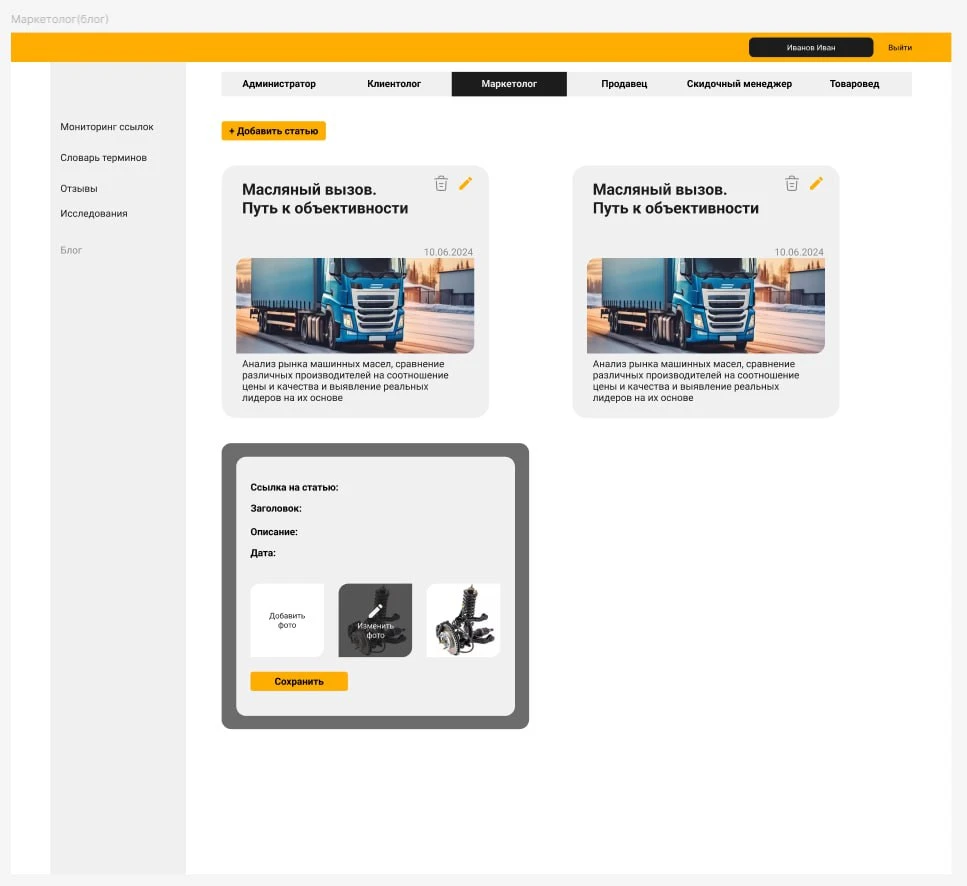 Маркетолог(блог)
Иванов Иван
Выйти
Администратор
Клиентолог
Маркетолог
Продавец
Скидочный менеджер
Товаровед
Мониторинг ссылок
Словарь терминов
Отзывы
Исследования
Блог
+ Добавить статью
Масляный вызов.
Путь к объективности
10.06.2024
Анализ рынка машинных масел, сравнение
различных производителей на соотношение
цены и качества и выявление реальных
лидеров на их основе
Масляный вызов.
Путь к объективности
10.06.2024
Анализ рынка машинных масел, сравнение
различных производителей на соотношение
цены и качества и выявление реальных
лидеров на их основе
Ссылка на статью:
Заголовок:
Описание:
Дата:
Добавить
фото
Изменить
фото
Сохранить